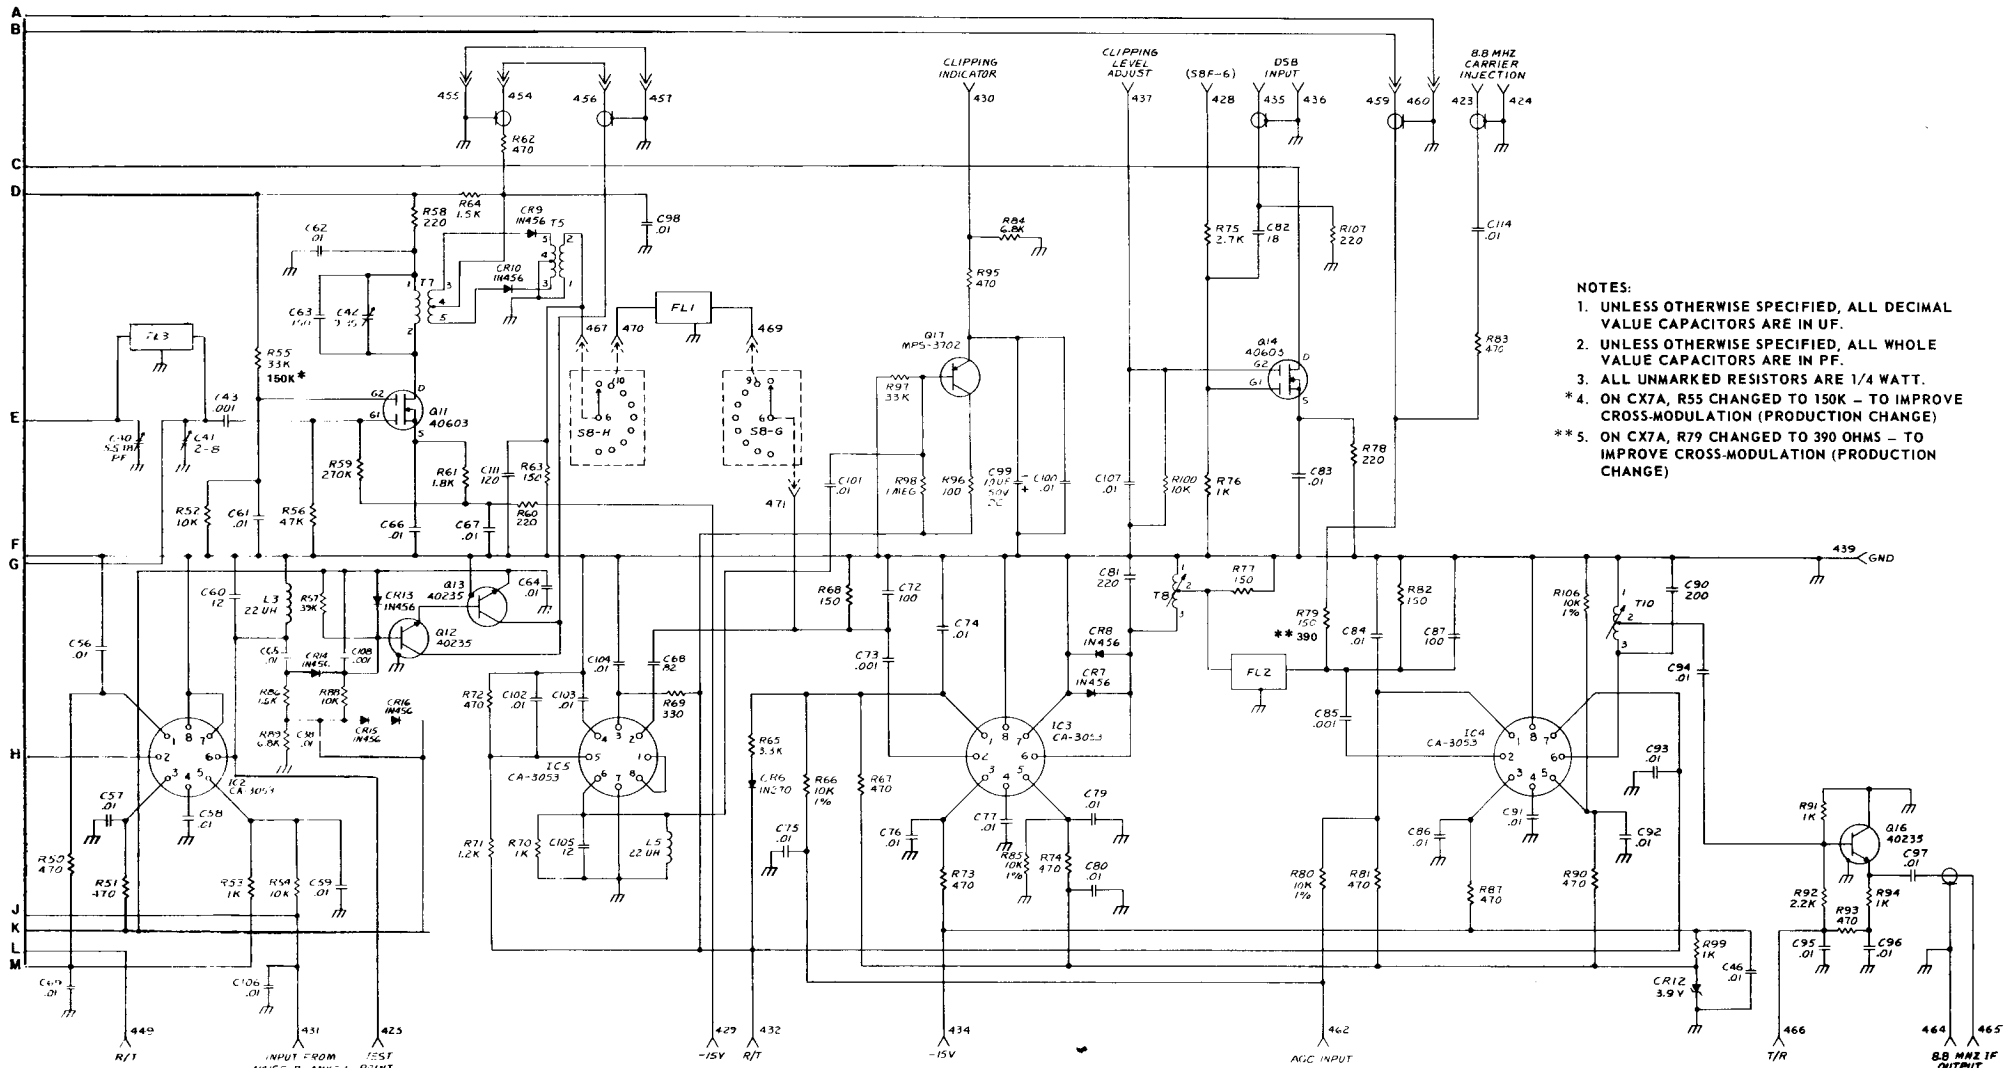 A
B
CLIPPING
INDICATOR
CLIPPING
LEVEL
ADJUST
(S8F-6)
DSB
INPUT
8.8 MHZ
CARRIER
INJECTION
455
454
456
457
430
437
428
435
436
459
460
423
424
R62
470
C
D
R58
220
R64
1.5K
CR9
IN456
T5
C98
.01
C62
.01
CR10
IN456
R84
6.8K
R75
2.7K
C82
18
R107
220
C114
.01
R95
470
T7
C63
C42
467
470
FL1
469
Q17
MPS-3702
Q14
40603
R83
470
R55
33K
150K*
C43
.001
G2
G1
D
S
Q11
40603
S8-H
S8-G
R97
33K
G2
G1
D
S
NOTES:
1. UNLESS OTHERWISE SPECIFIED, ALL DECIMAL
VALUE CAPACITORS ARE IN UF.
2. UNLESS OTHERWISE SPECIFIED, ALL WHOLE
VALUE CAPACITORS ARE IN PF.
3. ALL UNMARKED RESISTORS ARE 1/4 WATT.
* 4. ON CX7A, R55 CHANGED TO 150K – TO IMPROVE
CROSS-MODULATION (PRODUCTION CHANGE)
** 5. ON CX7A, R79 CHANGED TO 390 OHMS – TO
IMPROVE CROSS-MODULATION (PRODUCTION
CHANGE)
E
PF
C41
2-8
R59
270K
R61
1.8K
C111
120
R63
150
R60
220
471
C101
.01
R98
1MEG
R96
100
C99
10UF
50V
DC
C100
.01
C107
.01
R100
10K
R76
1K
C83
.01
R78
220
R52
10K
C61
.01
R56
47K
C66
.01
C67
.01
F
G
439
GND
C60
12
L3
22 UH
R57
39K
CR13
IN456
Q13
40235
C64
.01
Q12
40235
R68
150
C72
100
C74
.01
C81
220
T8
R77
150
R79
150
** 390
R82
150
R106
10K
1%
T10
C90
200
C56
.01
CR14
IN456
C108
.001
R86
1.5K
R88
10K
CR16
IN456
CR15
IN456
R89
6.8K
C38
.01
C104
.01
C68
82
C73
.001
CR8
IN456
CR7
IN456
FL2
C84
.01
C87
100
C94
.01
R72
470
C102
.01
C103
.01
R69
330
C85
.001
H
IC2
CA-3053
IC5
CA-3053
R65
3.3K
CR6
IN270
R66
10K
1%
R67
470
IC3
CA-3053
IC4
CA-3053
C93
.01
C57
.01
C58
.01
R50
470
R51
470
R53
1K
R54
10K
C59
.01
R71
1.2K
R70
1K
C105
12
L5
22 UH
C75
.01
C76
.01
C77
.01
R73
470
R85
10K
1%
R74
470
C79
.01
C80
.01
R80
10K
1%
R81
470
C86
.01
C91
.01
R87
470
R90
470
C92
.01
R91
1K
Q16
40235
C97
.01
R92
2.2K
R93
470
R94
1K
J
K
L
M
C106
.01
R99
1K
CR12
3.9V
C46
.01
C95
.01
C96
.01
449
R/T
431
INPUT FROM
425
TEST
POINT
429
-15V
432
R/T
434
-15V
462
AGC INPUT
466
T/R
464
465
8.8 MHZ IF
OUTPUT